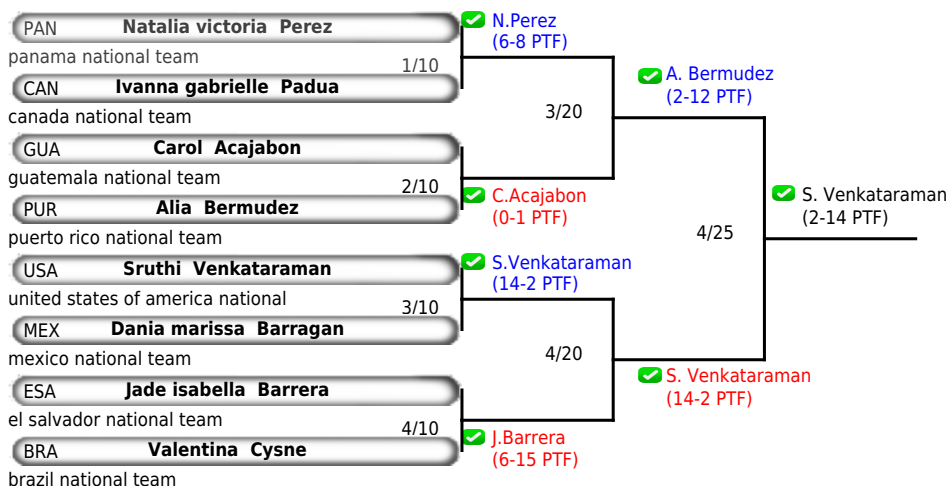 PAN Natalia victoria Perez
panama national team
1/10
CAN Ivanna gabrielle Padua
canada national team
GUA Carol Acajabon
guatemala national team
2/10
PUR Alia Bermudez
puerto rico national team
USA Sruthi Venkataraman
united states of america national
3/10
MEX Dania marissa Barragan
mexico national team
ESA Jade isabella Barrera
el salvador national team
4/10
BRA Valentina Cysne
brazil national team
N.Perez
(6-8 PTF)
3/20
C.Acajabon
(0-1 PTF)
S.Venkataraman
(14-2 PTF)
4/20
J.Barrera
(6-15 PTF)
A. Bermudez
(2-12 PTF)
4/25
S. Venkataraman
(14-2 PTF)
S. Venkataraman
(2-14 PTF)